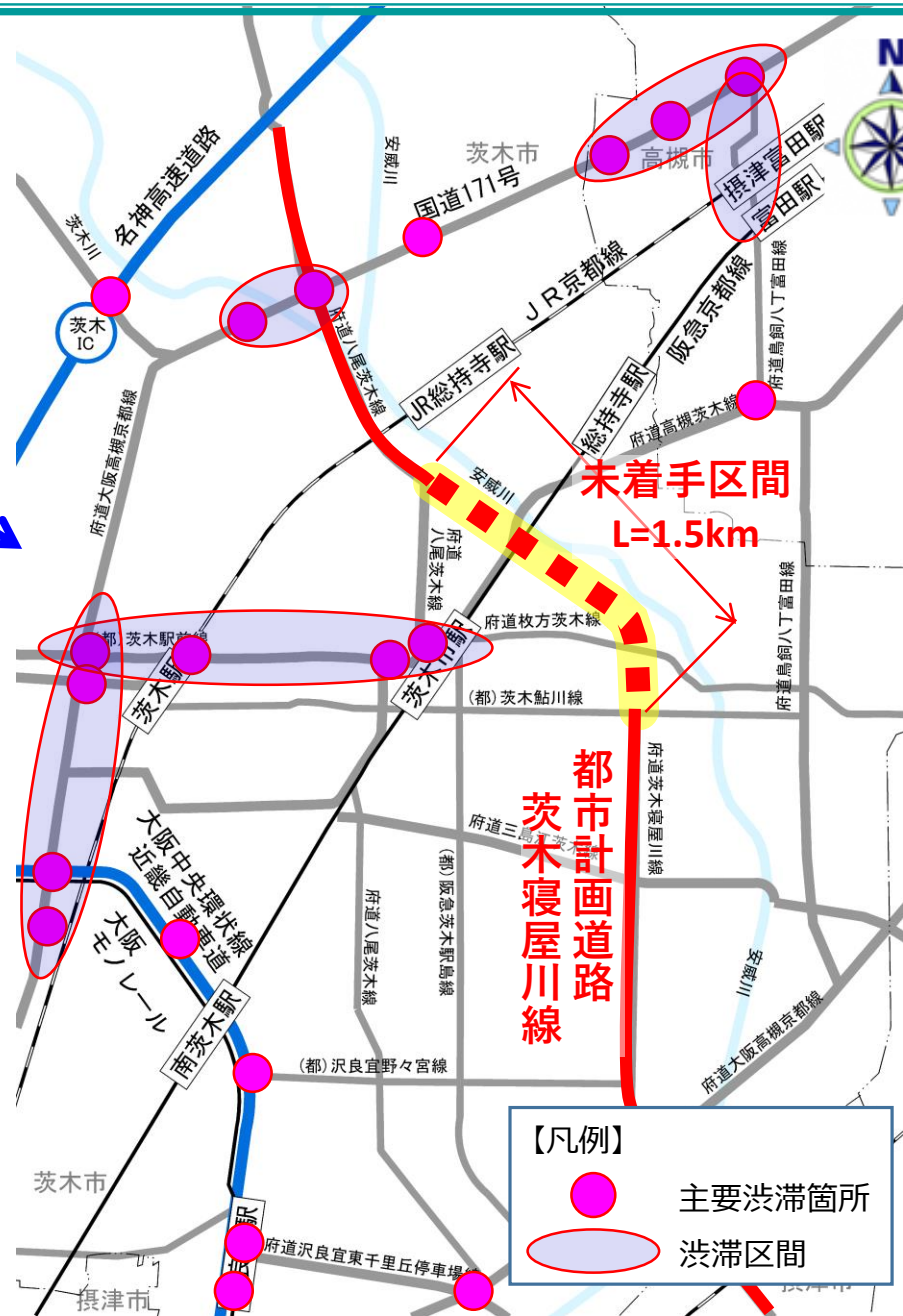 N
安威川
茨木市
高槻市
摂津富田駅
富田駅
名神高速道路
国道171号
茨木川
茨木
IC
府道八尾茨木線
JR京都線
阪急京都線
府道鳥飼八丁富田線
JR総持寺駅
総持寺駅
府道高槻茨木線
府道大阪高槻京都線
安威川
未着手区間
L=1.5km
府道
八尾茨木線
府道鳥飼八丁富田線
(都)茨木駅前線
府道枚方茨木線
茨木駅
茨木市駅
(都)茨木鮎川線
都市計画道路
茨木寝屋川線
府道茨木寝屋川線
府道三島江茨木線
大阪中央環状線
近畿自動車道
大阪
モノレール
府道八尾茨木線
(都)阪急茨木駅島線
安威川
南茨木駅
府道大阪高槻京都線
(都)沢良宜野々宮線
茨木市
駅
府道沢良宜東千里丘停車場線
摂津市
摂津市
【凡例】
主要渋滞箇所
渋滞区間